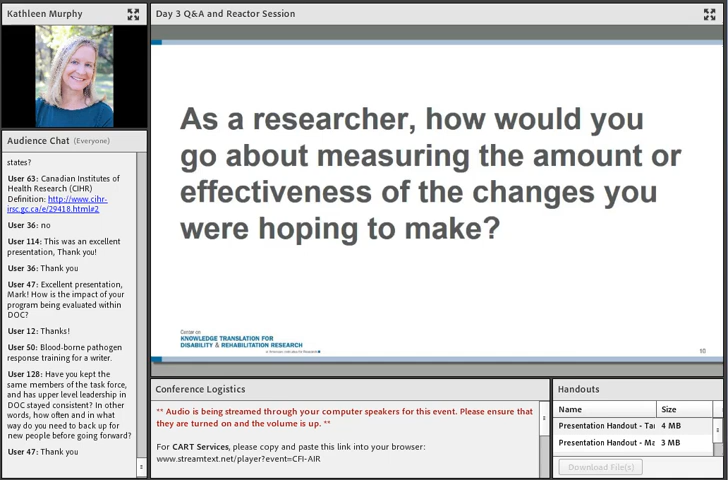 Kathleen Murphy
Audience Chat (Everyone)
states?
User 63: Canadian Institutes of
Health Research (CIHR)
Definition: http://www.cihr-
irsc.gc.ca/e/29418.html#2
User 36: no
User 114: This was an excellent
presentation, Thank you!
User 36: Thank you
User 47: Excellent presentation,
Mark! How is the impact of your
program being evaluated within
DOC?
User 12: Thanks!
User 50: Blood-borne pathogen
response training for a writer.
User 128: Have you kept the
same members of the task force,
and has upper level leadership in
DOC stayed consistent? In other
words, how often and in what
way do you need to back up for
new people before going forward?
User 47: Thank you
Day 3 Q&A and Reactor Session
As a researcher, how would you
go about measuring the amount or
effectiveness of the changes you
were hoping to make?
Center on
KNOWLEDGE TRANSLATION FOR
DISABILITY & REHABILITATION RESEARCH
Conference Logistics
** Audio is being streamed through your computer speakers for this event. Please ensure that
they are turned on and the volume is up. **
For CART Services, please copy and paste this link into your browser:
www.streamtext.net/player?event=CFI-AIR
Handouts
Name Size
Presentation Handout - Ta 4 MB
Presentation Handout - Ma 3 MB
Download File(s)